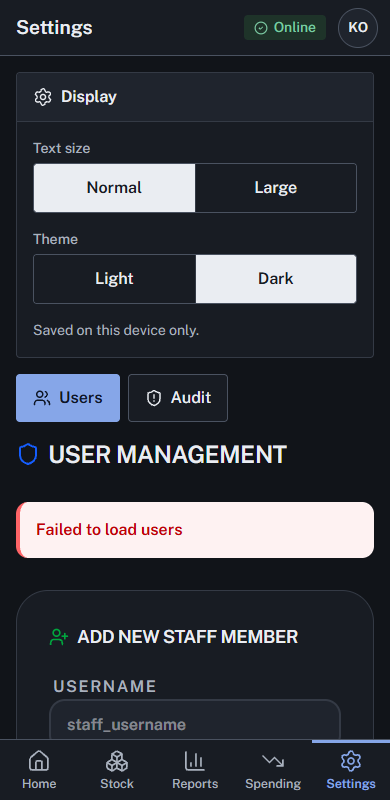 Settings
Online
KO
Display
Text size
Normal
Large
Theme
Light
Dark
Saved on this device only.
Users
Audit
USER MANAGEMENT
Failed to load users
ADD NEW STAFF MEMBER
USERNAME
staff_username
Home
Stock
Reports
Spending
Settings